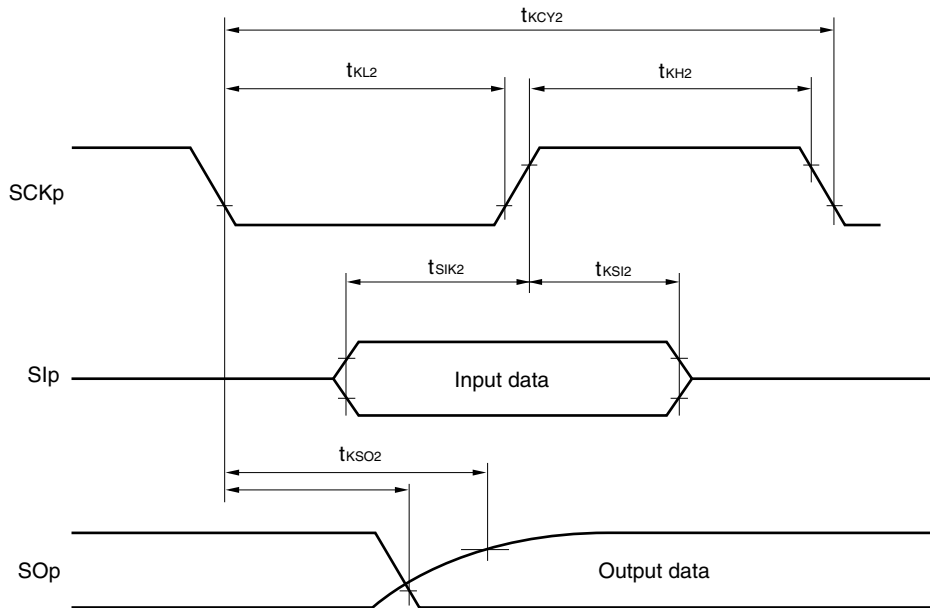 tKCY2
tKL2
tKH2
SCKp
tSIK2
tKSI2
SIp
Input data
tKSO2
SOp
Output data